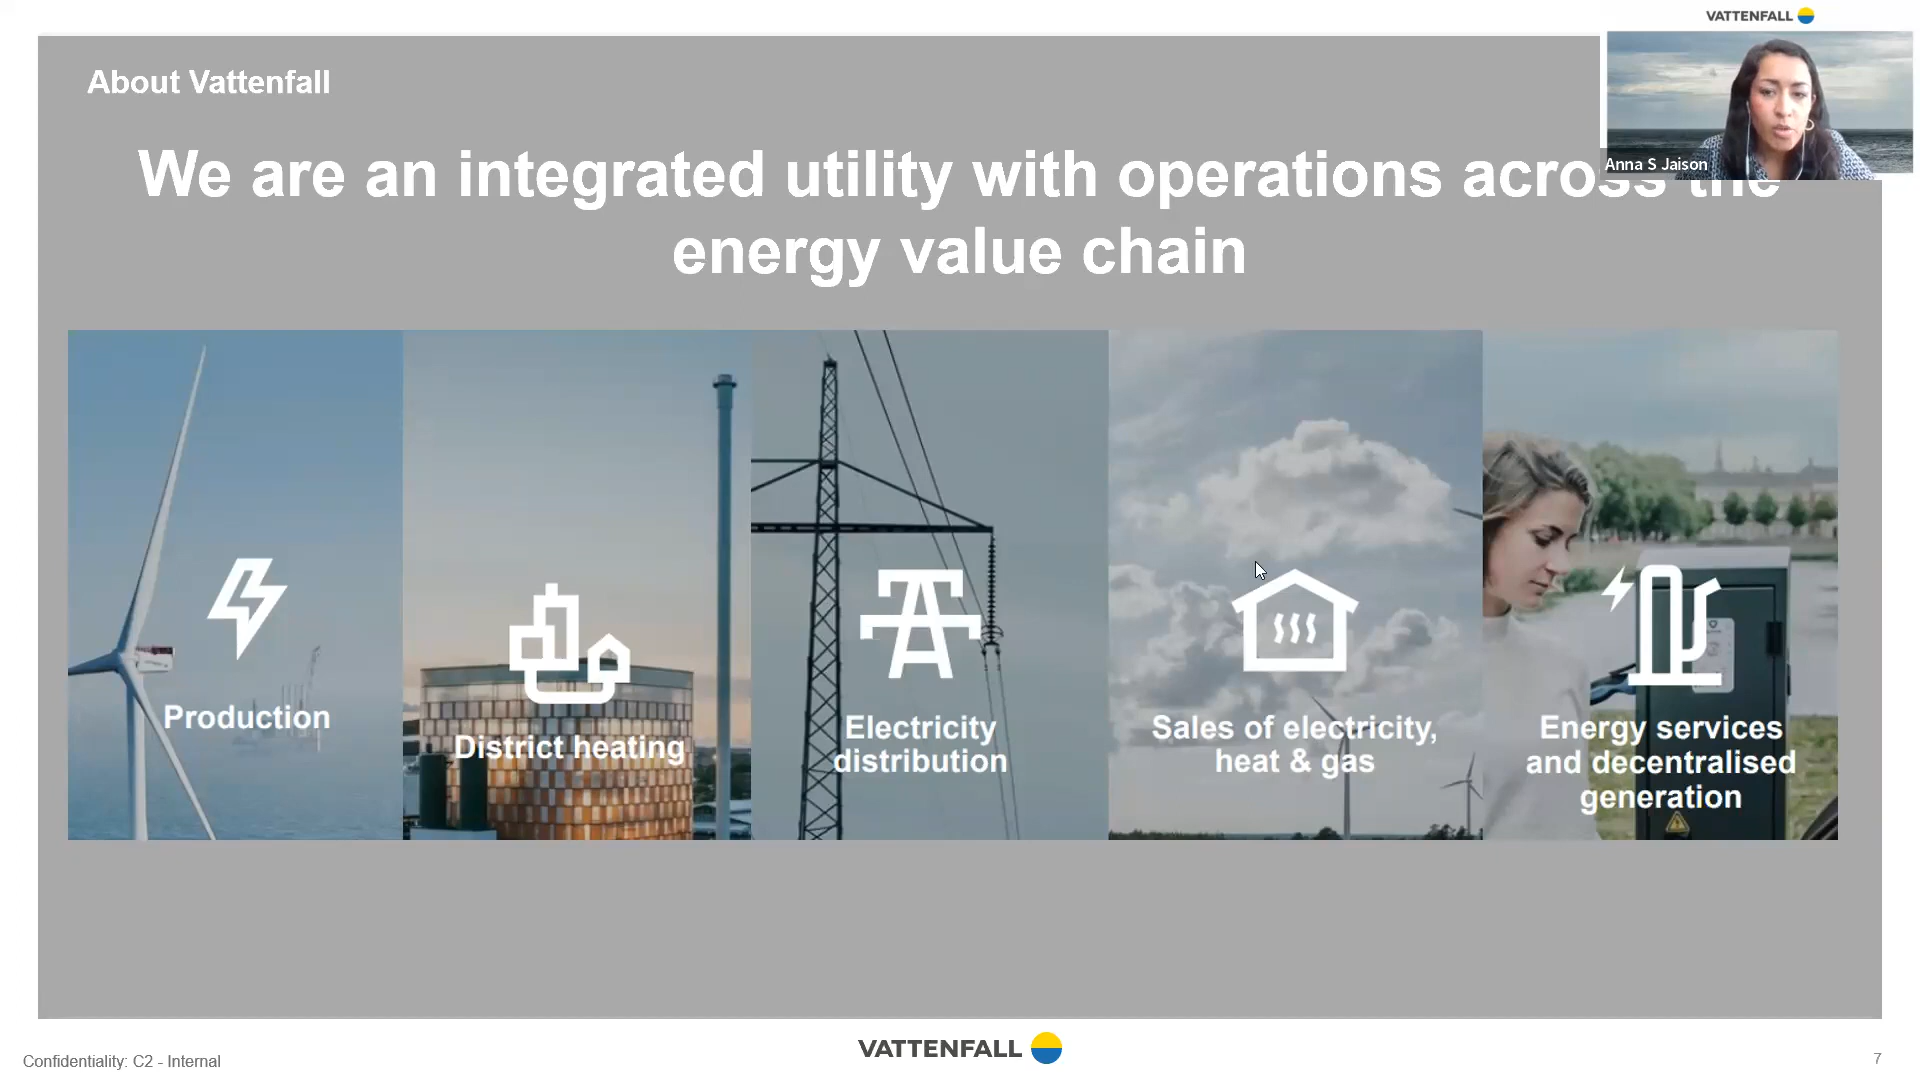 VATTENFALL
About Vattenfall
Anna S Jaison
We are an integrated utility with operations across the
energy value chain
Production
District heating
Electricity
distribution
Sales of electricity,
heat & gas
Energy services
and decentralised
generation
Confidentiality: C2 - Internal
VATTENFALL
7